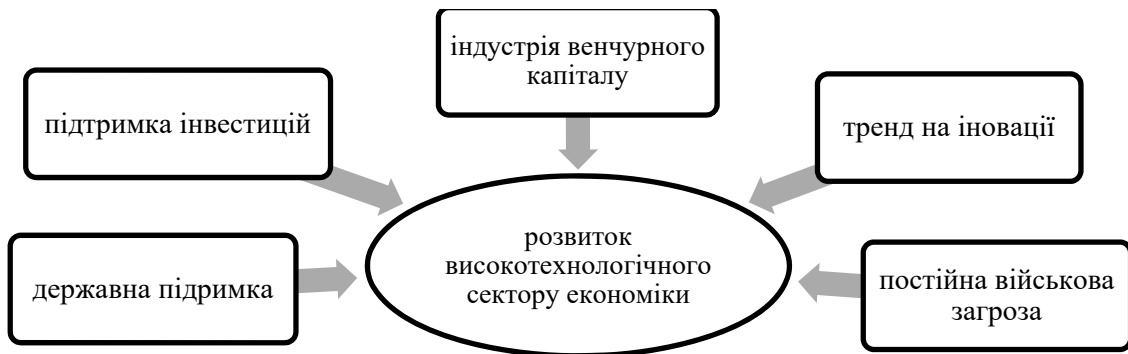 індустрія венчурного
капіталу
підтримка інвестицій
тренд на іновації
розвиток
високотехнологічного
сектору економіки
державна підримка
постійна військова
загроза